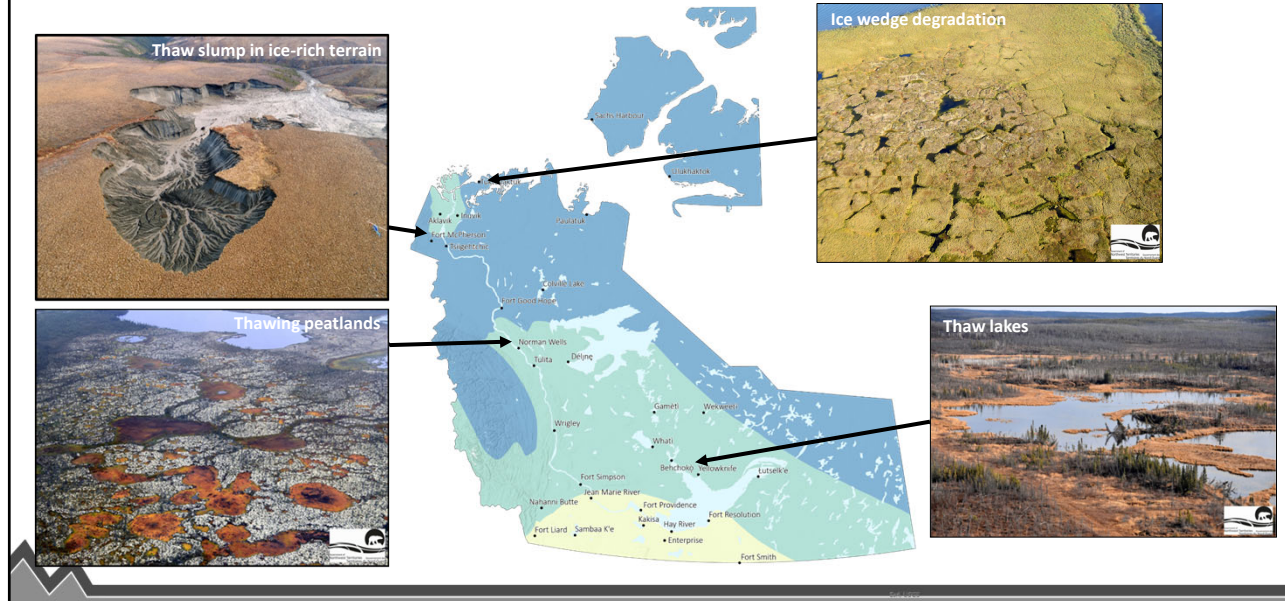 Thaw slump in ice-rich terrain
Ice wedge degradation
Sachs Harbour
Ulukhaktok
Aklavik
Inuvik
Paulatuk
Fort McPherson
Tsiigehtchic
Colville Lake
Fort Good Hope
Thawing peatlands
Thaw lakes
Norman Wells
Tulita
Délįnę
Gamètì
Wekweètì
Wrigley
Whatì
Behchokǫ̀
Yellowknife
Łutselk'e
Fort Simpson
Jean Marie River
Nahanni Butte
Fort Providence
Fort Resolution
Kakisa
Hay River
Fort Liard
Sambaa K'e
Enterprise
Fort Smith